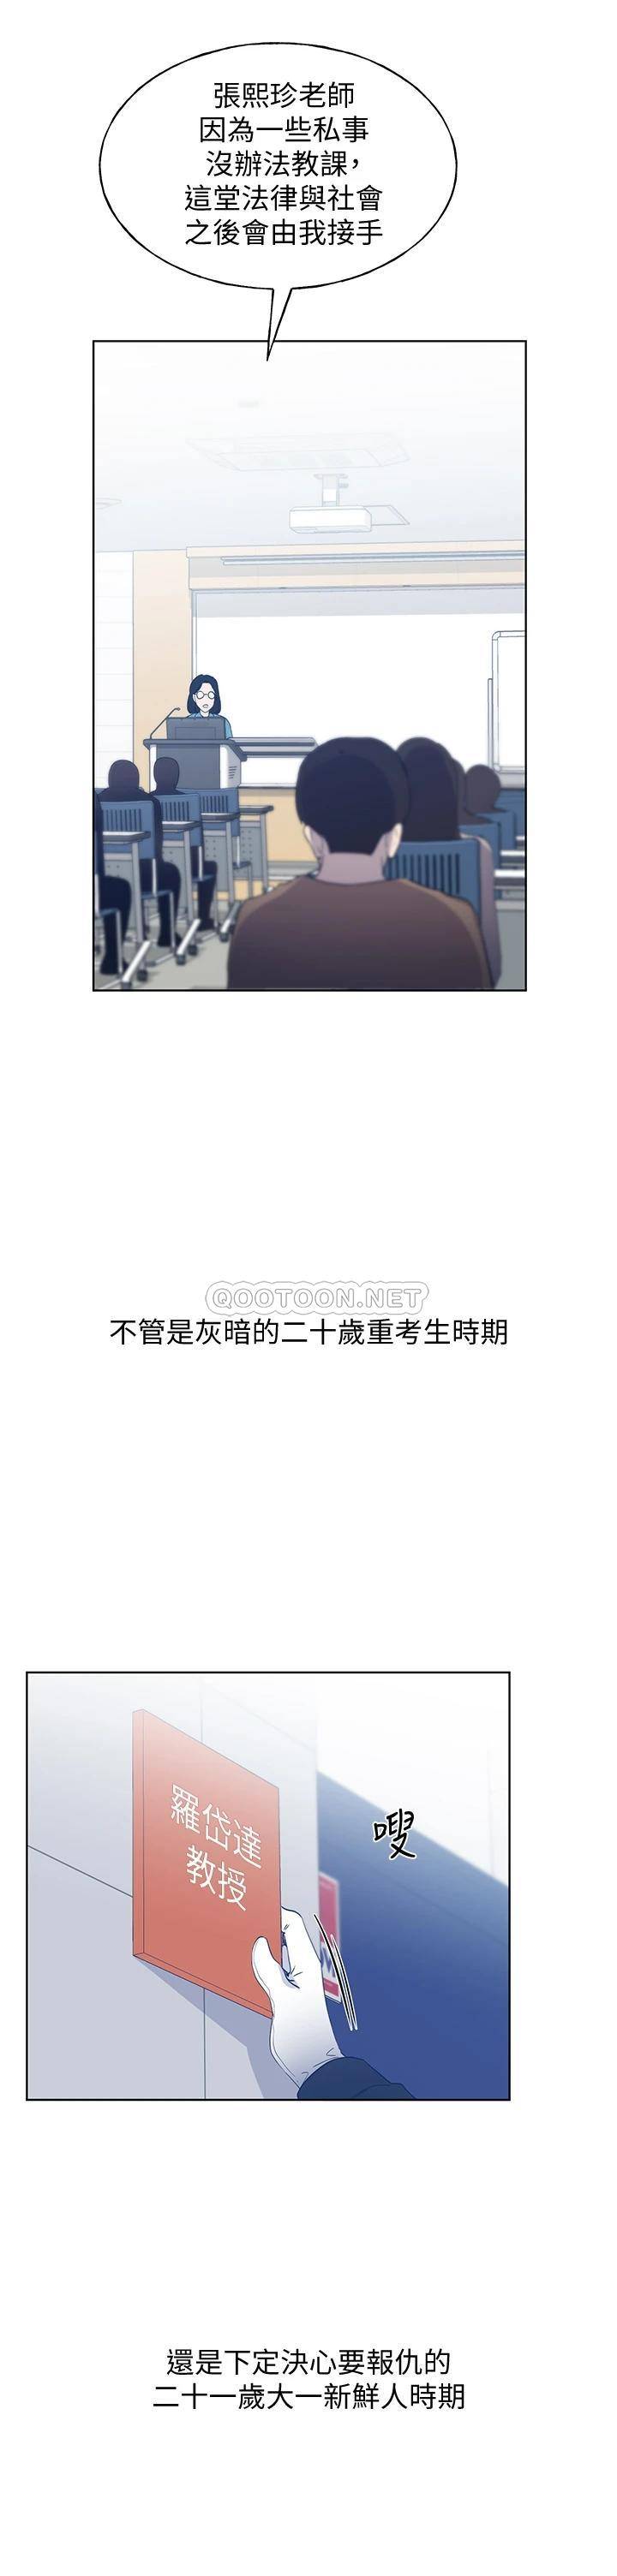 張熙珍老師
因為一些私事
沒辦法教課,
這堂法律與社會
之後會由我接手
QOOTOON.NET
不管是灰暗的二十歲重考生時期
羅岱達
教授
嗖
還是下定決心要報仇的
二十一歲大一新鮮人時期